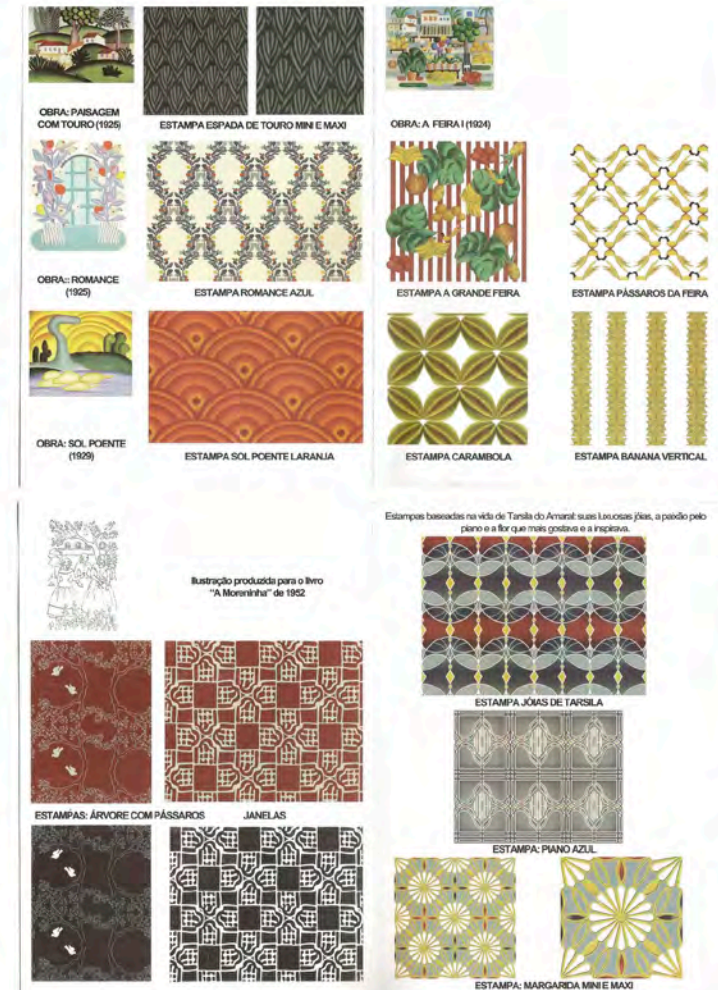 OBRA: PAISAGEM
COM TOURO (1925)
ESTAMPA ESPADA DE TOURO MINI E MAXI
OBRA: A FEIRA I (1924)
OBRA:: ROMANCE
(1925)
ESTAMPA ROMANCE AZUL
ESTAMPA A GRANDE FEIRA
ESTAMPA PÁSSAROS DA FEIRA
OBRA: SOL POENTE
(1929)
ESTAMPA SOL POENTE LARANJA
ESTAMPA CARAMBOLA
ESTAMPA BANANA VERTICAL
Ilustração produzida para o livro
"A Moreninha" de 1952
ESTAMPAS: ÁRVORE COM PÁSSAROS
JANELAS
Estampas baseadas na vida de Tarsila do Amaral: suas luxuosas jóias, a paixão pelo
piano e a flor que mais gostava e a inspirava.
ESTAMPA JÓIAS DE TARSILA
ESTAMPA: PIANO AZUL
ESTAMPA: MARGARIDA MINI E MAXI